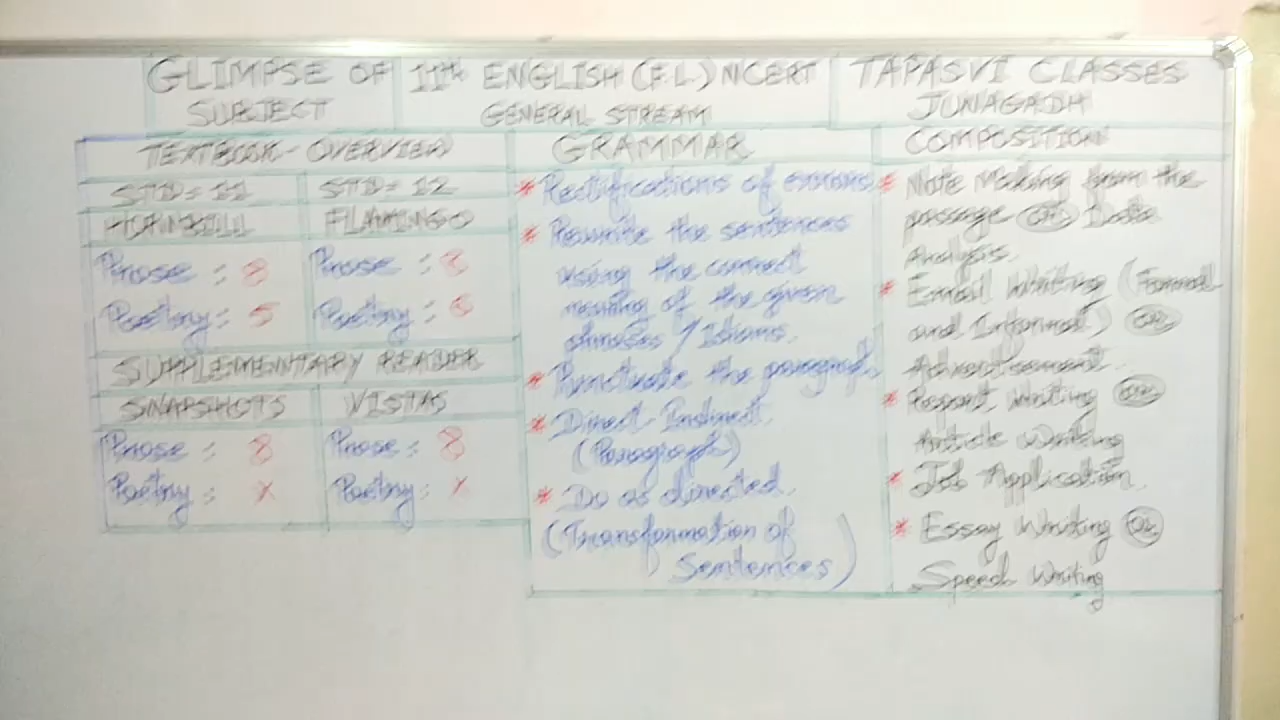 GLIMPSE OF 11th ENGLISH (F.L.) NCERT TAPASVI CLASSES
SUBJECT GENERAL STREAM JUNAGADH
TEXTBOOK - OVERVIEW
STD = 11 STD = 12
HORNBILL FLAMINGO
Prose : 8 Prose : 8
Poetry : 5 Poetry : 6
SUPPLEMENTARY READER
SNAPSHOTS VISTAS
Prose : 8 Prose : 8
Poetry : x Poetry : x
GRAMMAR
* Rectifications of errors
* Rewrite the sentences
using the correct
of the given
phrases / Idioms.
* Punctuate the paragraph
* Direct-Indirect
(Paragraph)
* Do as directed.
(Transformation of
Sentences)
COMPOSITION
* Note Making from the
passage OR Data
Analysis.
* Email Writing (Formal
and Informal) OR
Advertisement.
* Report Writing OR
Article Writing
* Job Application.
* Essay Writing OR
Speech Writing